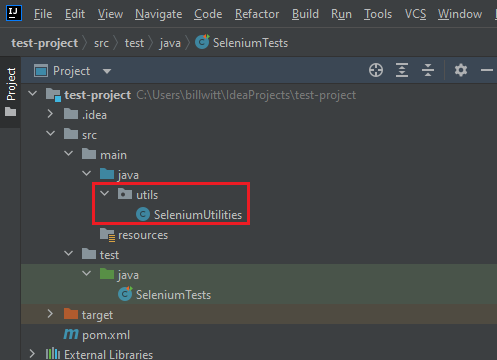 IJ File Edit View Navigate Code Refactor Build Run Tools VCS Window
test-project src test java C SeleniumTests
Project Project
test-project C:\Users\billwitt\IdeaProjects\test-project
.idea
src
main
java
utils
C SeleniumUtilities
resources
test
java
C SeleniumTests
target
m pom.xml
External Libraries